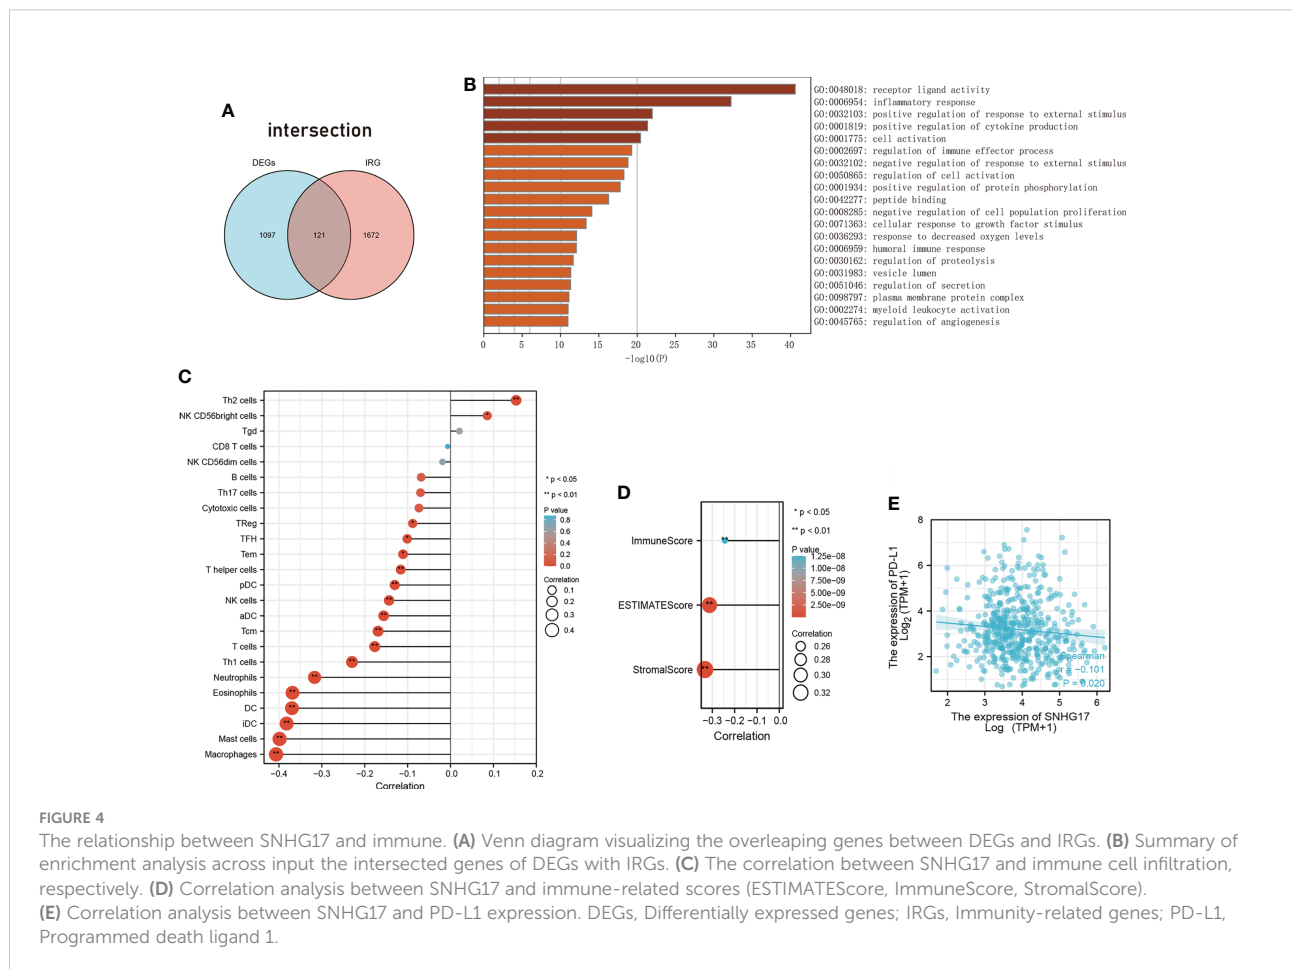 A
intersection
DEGs
IRG
1097
121
1672
B
GO:0048018: receptor ligand activity
GO:0006954: inflammatory response
GO:0032103: positive regulation of response to external stimulus
GO:0001819: positive regulation of cytokine production
GO:0001775: cell activation
GO:0002697: regulation of immune effector process
GO:0032102: negative regulation of response to external stimulus
GO:0050865: regulation of cell activation
GO:0001934: positive regulation of protein phosphorylation
GO:0042277: peptide binding
GO:0008285: negative regulation of cell population proliferation
GO:0071363: cellular response to growth factor stimulus
GO:0036293: response to decreased oxygen levels
GO:0006959: humoral immune response
GO:0030162: regulation of proteolysis
GO:0031983: vesicle lumen
GO:0051046: regulation of secretion
GO:0098797: plasma membrane protein complex
GO:0002274: myeloid leukocyte activation
GO:0045765: regulation of angiogenesis
0 5 10 15 20 25 30 35 40
-log10(P)
C
Th2 cells **
NK CD56bright cells *
Tgd
CD8 T cells
NK CD56dim cells
B cells
Th17 cells
Cytotoxic cells
TReg *
TFH *
Tem *
T helper cells **
pDC **
NK cells **
aDC **
Tcm **
T cells **
Th1 cells **
Neutrophils **
Eosinophils **
DC **
iDC **
Mast cells **
Macrophages **
−0.4 −0.3 −0.2 −0.1 0.0 0.1 0.2
Correlation
* p < 0.05
** p < 0.01
P value
0.8
0.6
0.4
0.2
0.0
Correlation
0.1
0.2
0.3
0.4
D
ImmuneScore **
ESTIMATEScore **
StromalScore **
−0.3 −0.2 −0.1 0.0
Correlation
* p < 0.05
** p < 0.01
P value
1.25e−08
1.00e−08
7.50e−09
5.00e−09
2.50e−09
Correlation
0.26
0.28
0.30
0.32
E
The expression of PD-L1
Log2 (TPM+1)
8
6
4
2
Spearman
r = −0.101
P = 0.020
2 3 4 5 6
The expression of SNHG17
Log (TPM+1)
FIGURE 4
The relationship between SNHG17 and immune. (A) Venn diagram visualizing the overleaping genes between DEGs and IRGs. (B) Summary of
enrichment analysis across input the intersected genes of DEGs with IRGs. (C) The correlation between SNHG17 and immune cell infiltration,
respectively. (D) Correlation analysis between SNHG17 and immune-related scores (ESTIMATEScore, ImmuneScore, StromalScore).
(E) Correlation analysis between SNHG17 and PD-L1 expression. DEGs, Differentially expressed genes; IRGs, Immunity-related genes; PD-L1,
Programmed death ligand 1.